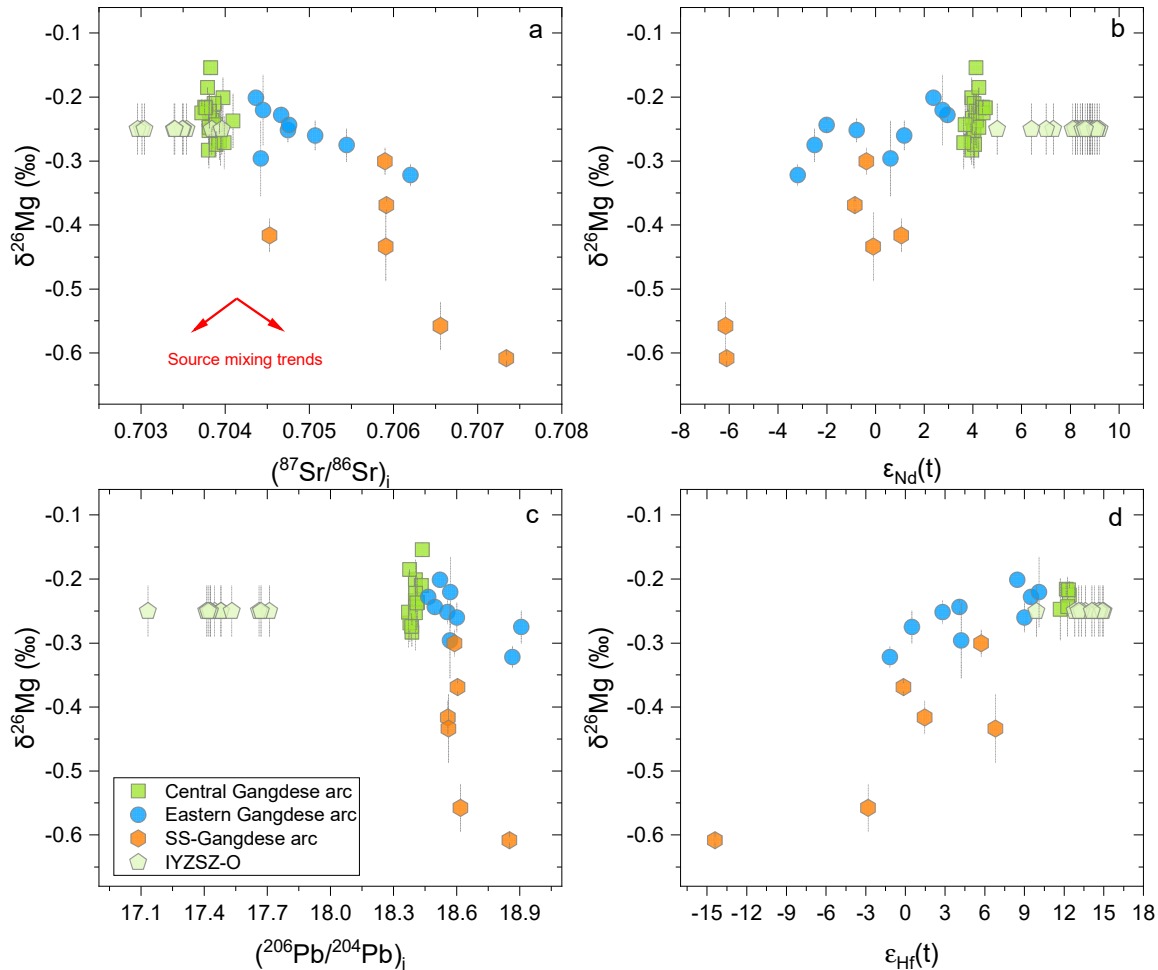 a
-0.1
-0.2
-0.3
-0.4
-0.5
-0.6
δ²⁶Mg (‰)
Source mixing trends
0.703 0.704 0.705 0.706 0.707 0.708
(⁸⁷Sr/⁸⁶Sr)ᵢ
b
-0.1
-0.2
-0.3
-0.4
-0.5
-0.6
δ²⁶Mg (‰)
-8 -6 -4 -2 0 2 4 6 8 10
εNd(t)
c
-0.1
-0.2
-0.3
-0.4
-0.5
-0.6
δ²⁶Mg (‰)
Central Gangdese arc
Eastern Gangdese arc
SS-Gangdese arc
IYZSZ-O
17.1 17.4 17.7 18.0 18.3 18.6 18.9
(²⁰⁶Pb/²⁰⁴Pb)ᵢ
d
-0.1
-0.2
-0.3
-0.4
-0.5
-0.6
δ²⁶Mg (‰)
-15 -12 -9 -6 -3 0 3 6 9 12 15 18
εHf(t)